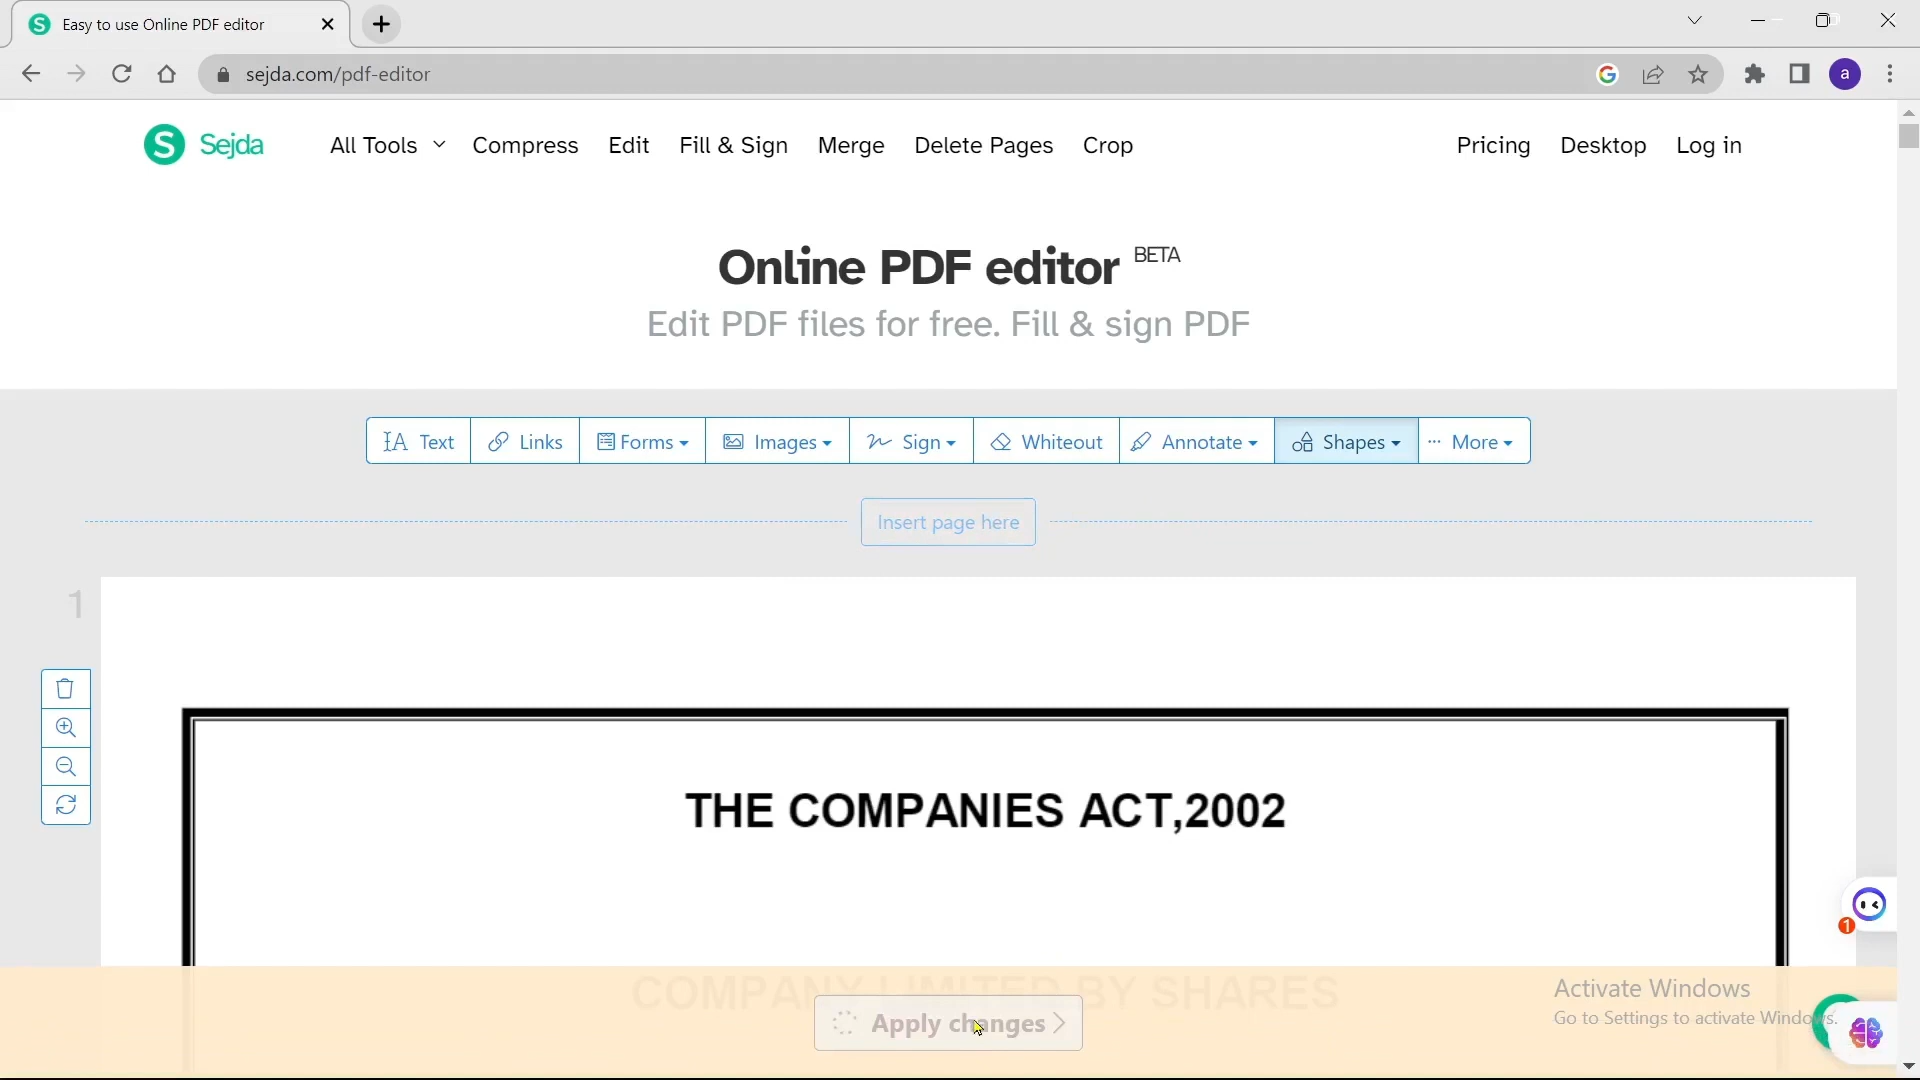 Easy to use Online PDF editor
sejda.com/pdf-editor
a
S Sejda All Tools Compress Edit Fill & Sign Merge Delete Pages Crop Pricing Desktop Log in
Online PDF editor BETA
Edit PDF files for free. Fill & sign PDF
Text Links Forms Images Sign Whiteout Annotate Shapes More
Insert page here
1
THE COMPANIES ACT,2002
1
COMPANY LIMITED BY SHARES
Apply changes
Activate Windows
Go to Settings to activate Windows.